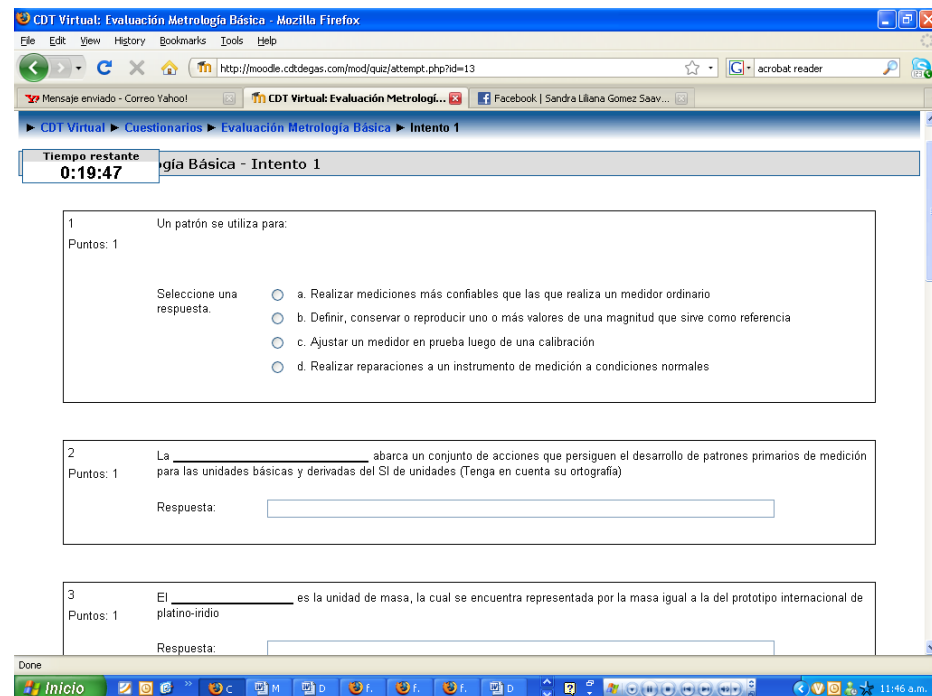 CDT Virtual: Evaluación Metrología Básica - Mozilla Firefox
File Edit View History Bookmarks Tools Help
http://moodle.cdtdegas.com/mod/quiz/attempt.php?id=13
acrobat reader
Mensaje enviado - Correo Yahoo!
CDT Virtual: Evaluación Metrologí...
Facebook | Sandra Liliana Gomez Saav...
► CDT Virtual ► Cuestionarios ► Evaluación Metrología Básica ► Intento 1
Tiempo restante
0:19:47
gía Básica - Intento 1
1
Un patrón se utiliza para:
Puntos: 1
Seleccione una
respuesta.
a. Realizar mediciones más confiables que las que realiza un medidor ordinario
b. Definir, conservar o reproducir uno o más valores de una magnitud que sirve como referencia
c. Ajustar un medidor en prueba luego de una calibración
d. Realizar reparaciones a un instrumento de medición a condiciones normales
2
La ______________________ abarca un conjunto de acciones que persiguen el desarrollo de patrones primarios de medición
para las unidades básicas y derivadas del SI de unidades (Tenga en cuenta su ortografía)
Puntos: 1
Respuesta:
3
El ______________ es la unidad de masa, la cual se encuentra representada por la masa igual a la del prototipo internacional de
platino-iridio
Puntos: 1
Respuesta:
Done
Inicio
C
M
D
f.
f.
f.
D
11:46 a.m.